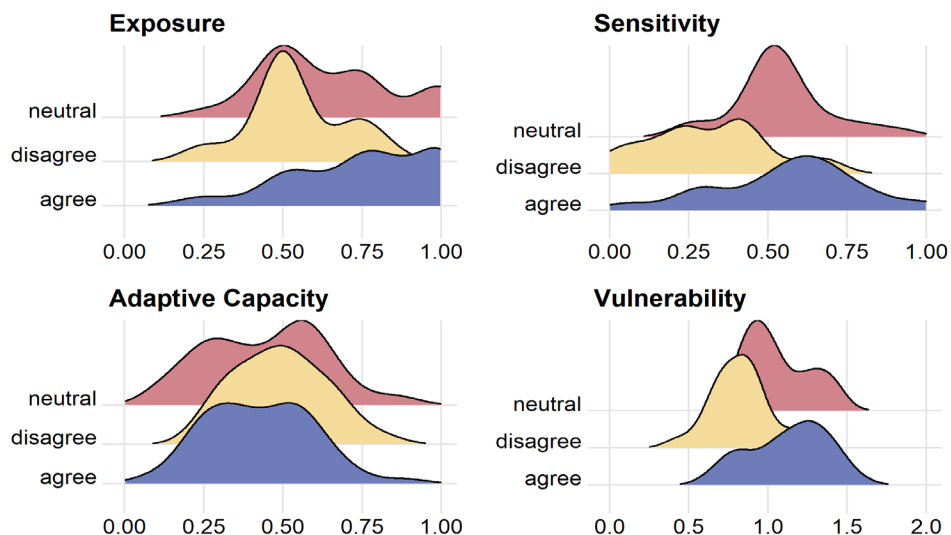 Exposure
neutral
disagree
agree
0.00 0.25 0.50 0.75 1.00
Sensitivity
neutral
disagree
agree
0.00 0.25 0.50 0.75 1.00
Adaptive Capacity
neutral
disagree
agree
0.00 0.25 0.50 0.75 1.00
Vulnerability
neutral
disagree
agree
0.0 0.5 1.0 1.5 2.0